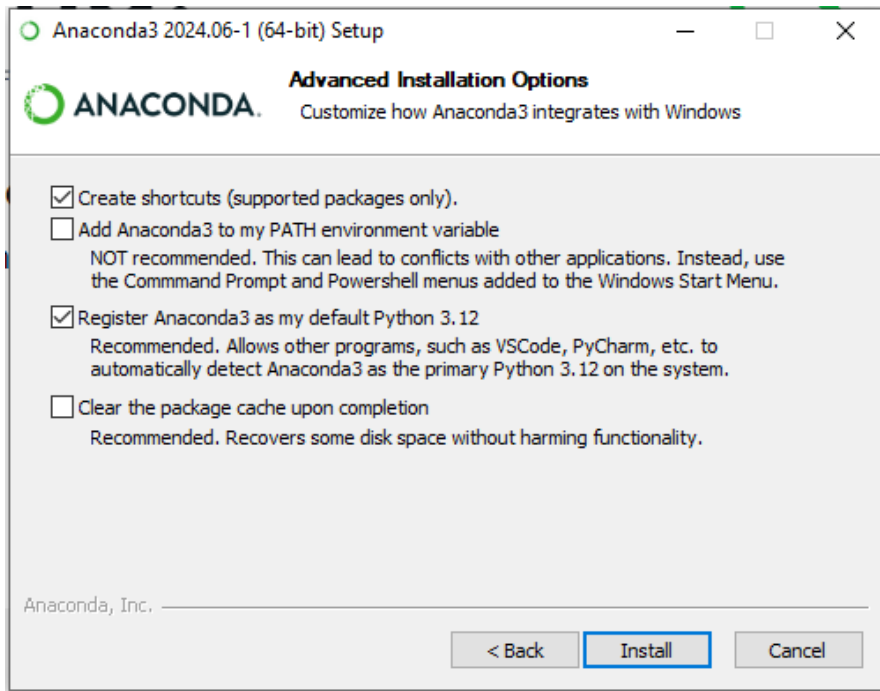 Anaconda3 2024.06-1 (64-bit) Setup
ANACONDA.
Advanced Installation Options
Customize how Anaconda3 integrates with Windows
Create shortcuts (supported packages only).
Add Anaconda3 to my PATH environment variable
NOT recommended. This can lead to conflicts with other applications. Instead, use
the Commmand Prompt and Powershell menus added to the Windows Start Menu.
Register Anaconda3 as my default Python 3.12
Recommended. Allows other programs, such as VSCode, PyCharm, etc. to
automatically detect Anaconda3 as the primary Python 3.12 on the system.
Clear the package cache upon completion
Recommended. Recovers some disk space without harming functionality.
Anaconda, Inc.
< Back
Install
Cancel